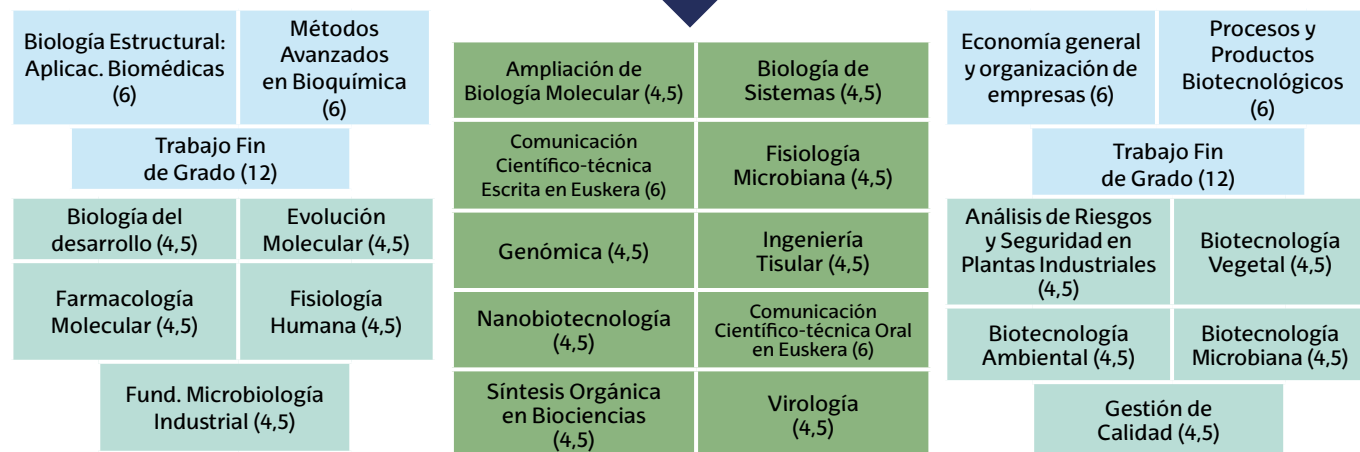 Biología Estructural:
Aplicac. Biomédicas
(6)
Métodos
Avanzados
en Bioquímica
(6)
Trabajo Fin
de Grado (12)
Biología del
desarrollo (4,5)
Evolución
Molecular (4,5)
Farmacología
Molecular (4,5)
Fisiología
Humana (4,5)
Fund. Microbiología
Industrial (4,5)
Ampliación de
Biología Molecular (4,5)
Biología de
Sistemas (4,5)
Comunicación
Científico-técnica
Escrita en Euskera (6)
Fisiología
Microbiana (4,5)
Genómica (4,5)
Ingeniería
Tisular (4,5)
Nanobiotecnología
(4,5)
Comunicación
Científico-técnica Oral
en Euskera (6)
Síntesis Orgánica
en Biociencias
(4,5)
Virología
(4,5)
Economía general
y organización de
empresas (6)
Procesos y
Productos
Biotecnológicos
(6)
Trabajo Fin
de Grado (12)
Análisis de Riesgos
y Seguridad en
Plantas Industriales
(4,5)
Biotecnología
Vegetal (4,5)
Biotecnología
Ambiental (4,5)
Biotecnología
Microbiana (4,5)
Gestión de
Calidad (4,5)